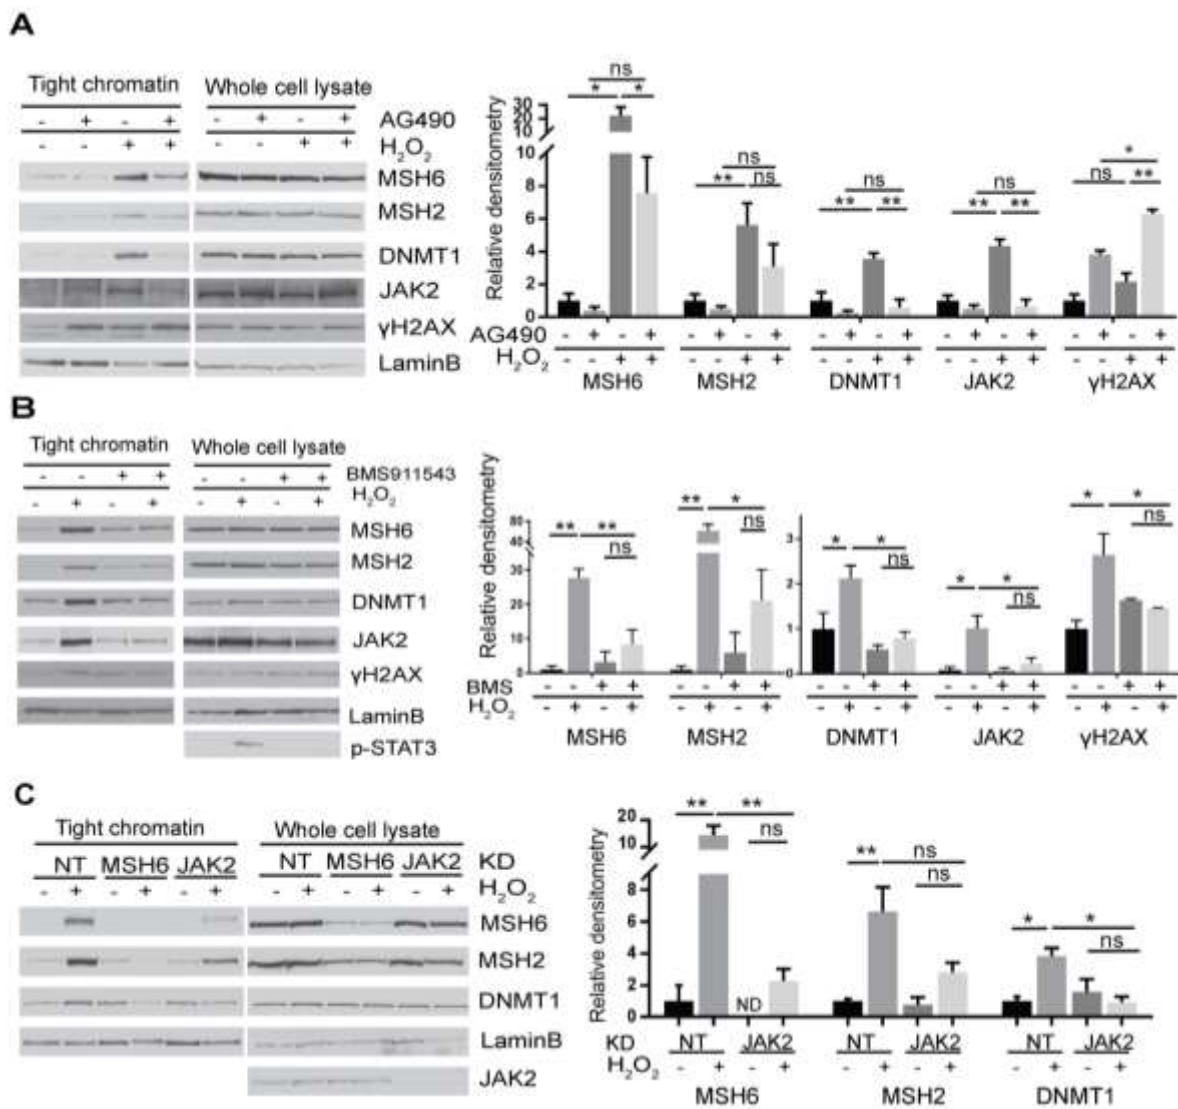 A
Tight chromatin Whole cell lysate
- + - + - + - + AG490
- - + + - - + + H₂O₂
MSH6
MSH2
DNMT1
JAK2
γH2AX
LaminB
Relative densitometry
30
20
10
10
8
6
4
2
0
ns
* *
ns
** ns
ns
** **
ns
** **
*
ns **
AG490 - + - + - + - + - + - + - + - + - + - +
H₂O₂ - - + + - - + + - - + + - - + + - - + +
MSH6 MSH2 DNMT1 JAK2 γH2AX
B
Tight chromatin Whole cell lysate
- - + + - - + + BMS911543
- + - + - + - + H₂O₂
MSH6
MSH2
DNMT1
JAK2
γH2AX
LaminB
p-STAT3
Relative densitometry
80
40
30
20
10
0
3
2
1
0
** **
ns
** *
ns
* *
ns
* *
ns
* *
ns
BMS - - + + - - + + - - + + - - + + - - + +
H₂O₂ - + - + - + - + - + - + - + - + - + - +
MSH6 MSH2 DNMT1 JAK2 γH2AX
C
Tight chromatin Whole cell lysate
NT MSH6 JAK2 NT MSH6 JAK2 KD
- + - + - + - + - + - + H₂O₂
MSH6
MSH2
DNMT1
LaminB
JAK2
Relative densitometry
20
10
8
6
4
2
0
** **
ns
** ns
ns
* *
ns
ND
KD NT JAK2 NT JAK2 NT JAK2
H₂O₂ - + - + - + - + - + - +
MSH6 MSH2 DNMT1